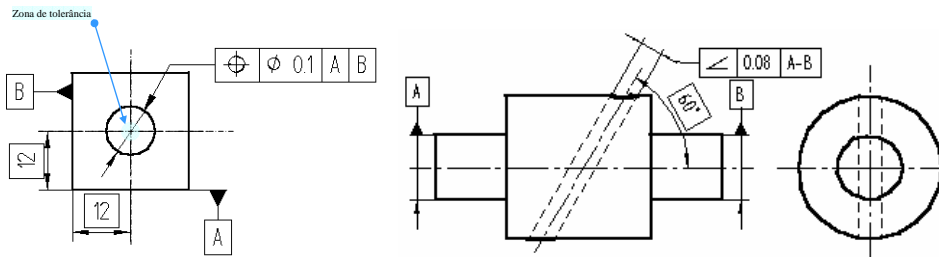 Zona de tolerância
⌖ Ø 0.1 A B
B
12
12
A
∠ 0.08 A-B
A
60°
B